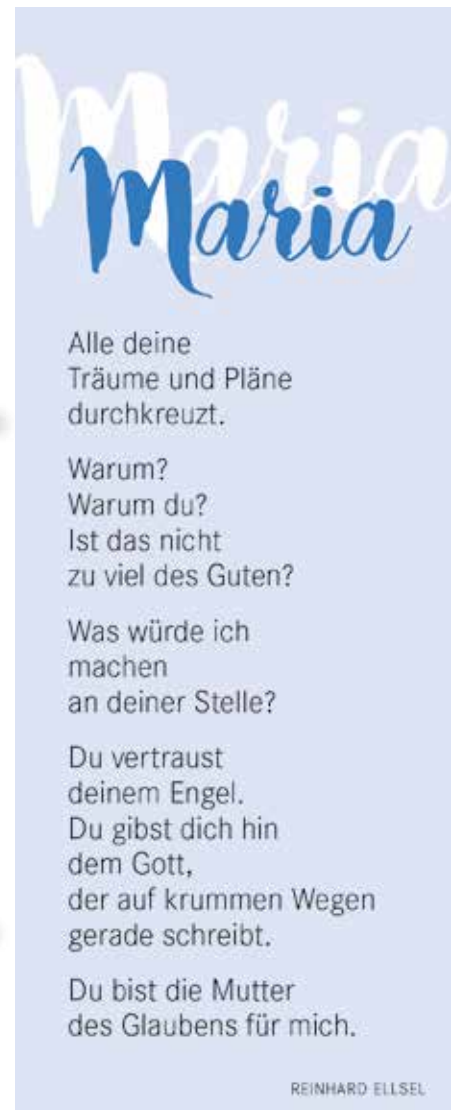 Maria
Maria
Alle deine
Träume und Pläne
durchkreuzt.
Warum?
Warum du?
Ist das nicht
zu viel des Guten?
Was würde ich
machen
an deiner Stelle?
Du vertraust
deinem Engel.
Du gibst dich hin
dem Gott,
der auf krummen Wegen
gerade schreibt.
Du bist die Mutter
des Glaubens für mich.
REINHARD ELLSEL